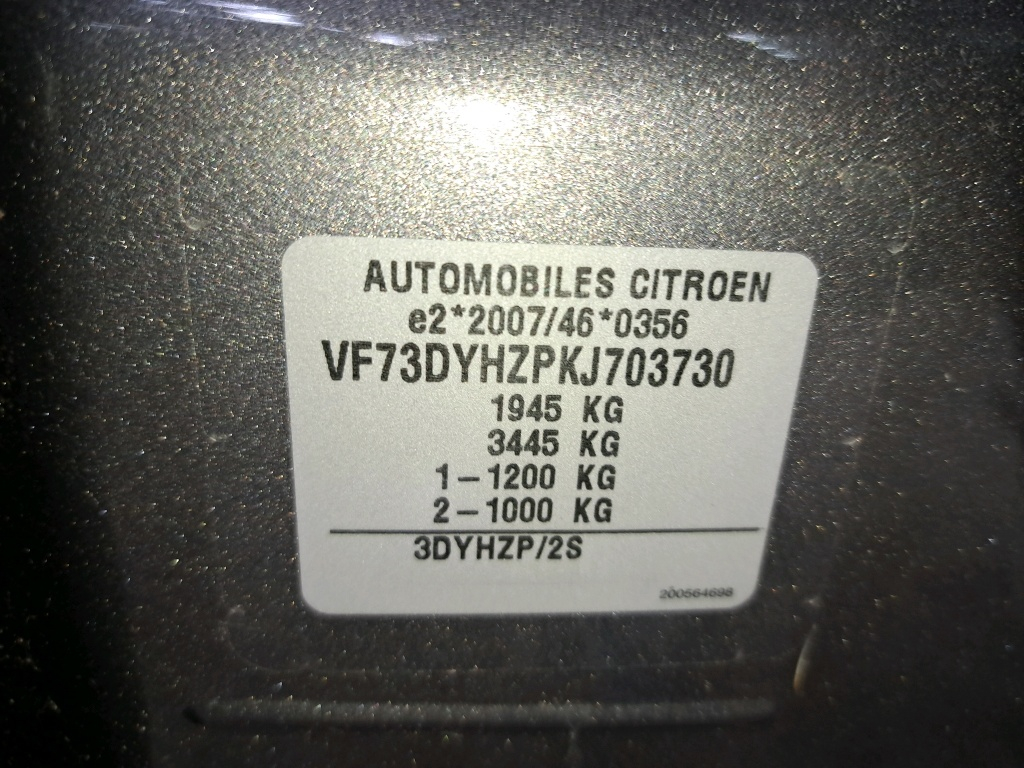 AUTOMOBILES CITROEN
e2*2007/46*0356
VF73DYHZPKJ703730
1945 KG
3445 KG
1-1200 KG
2-1000 KG
3DYHZP/2S
200564698